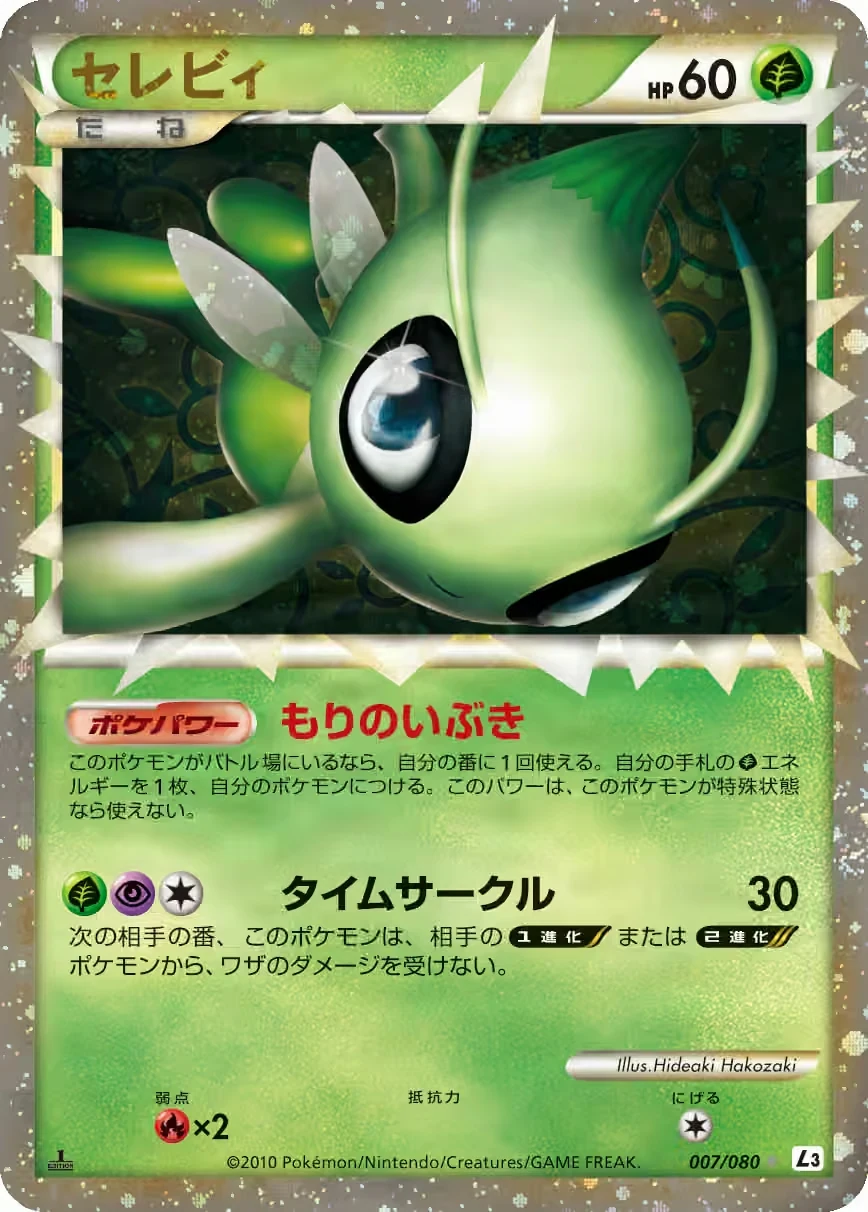 セレビィ
HP60
たね
ポケパワー もりのいぶき
このポケモンがバトル場にいるなら、自分の番に1回使える。自分の手札のエネ
ルギーを1枚、自分のポケモンにつける。このパワーは、このポケモンが特殊状態
なら使えない。
タイムサークル 30
次の相手の番、このポケモンは、相手の1進化または2進化
ポケモンから、ワザのダメージを受けない。
Illus.Hideaki Hakozaki
弱点 抵抗力 にげる
×2
1 EDITION ©2010 Pokémon/Nintendo/Creatures/GAME FREAK. 007/080 L3